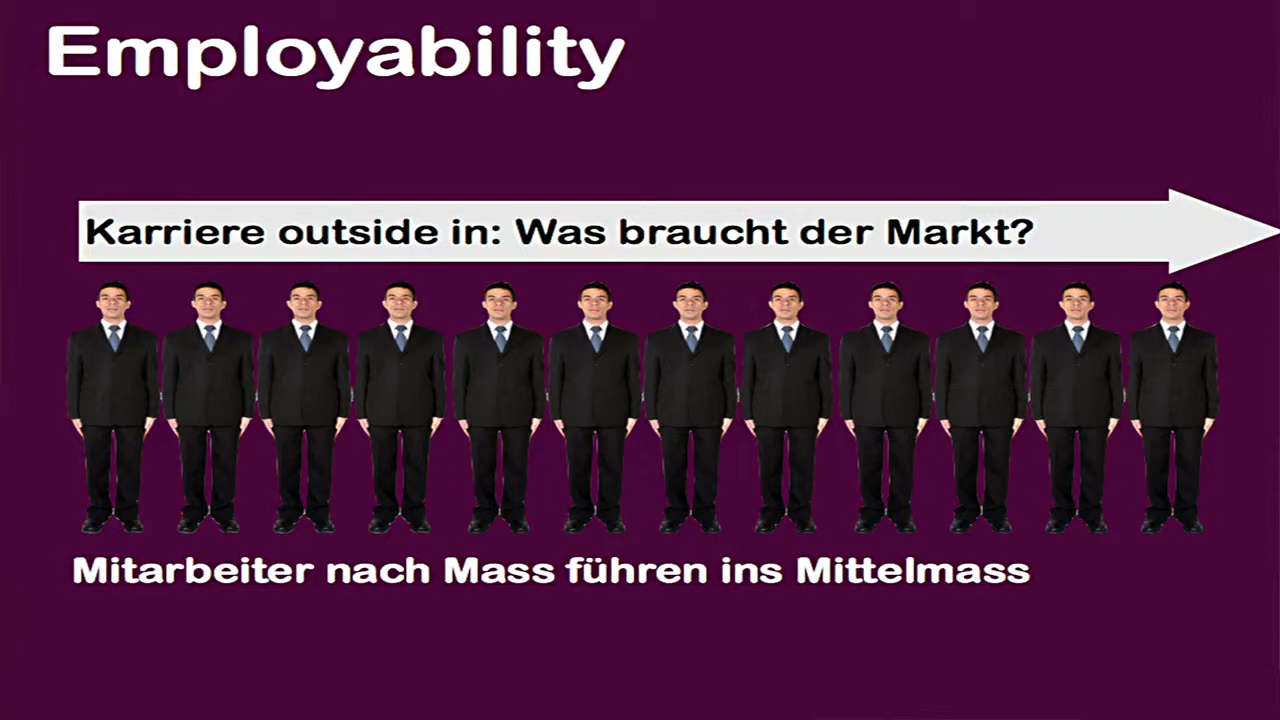 Employability
Karriere outside in: Was braucht der Markt?
Mitarbeiter nach Mass führen ins Mittelmass